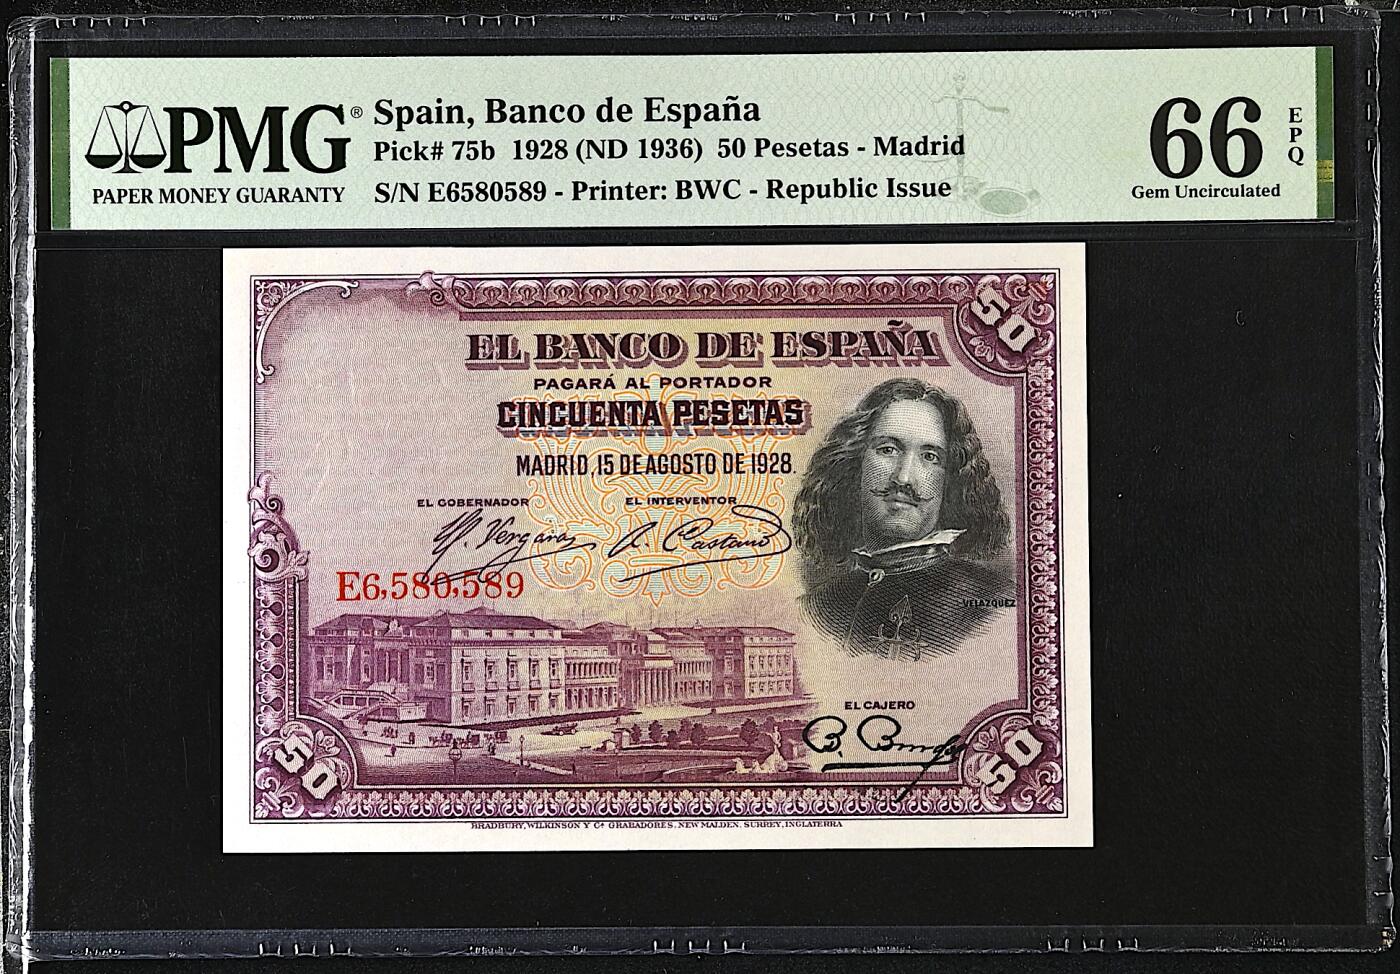 PMG®
PAPER MONEY GUARANTY
Spain, Banco de España
Pick# 75b 1928 (ND 1936) 50 Pesetas - Madrid
S/N E6580589 - Printer: BWC - Republic Issue
66 EPQ
Gem Uncirculated
50
EL BANCO DE ESPAÑA
PAGARÁ AL PORTADOR
CINCUENTA PESETAS
MADRID, 15 DE AGOSTO DE 1928.
EL GOBERNADOR EL INTERVENTOR
E6,580,589
VELAZQUEZ
EL CAJERO
50 50
BRADBURY, WILKINSON Y Cª GRABADORES, NEW MALDEN, SURREY, INGLATERRA